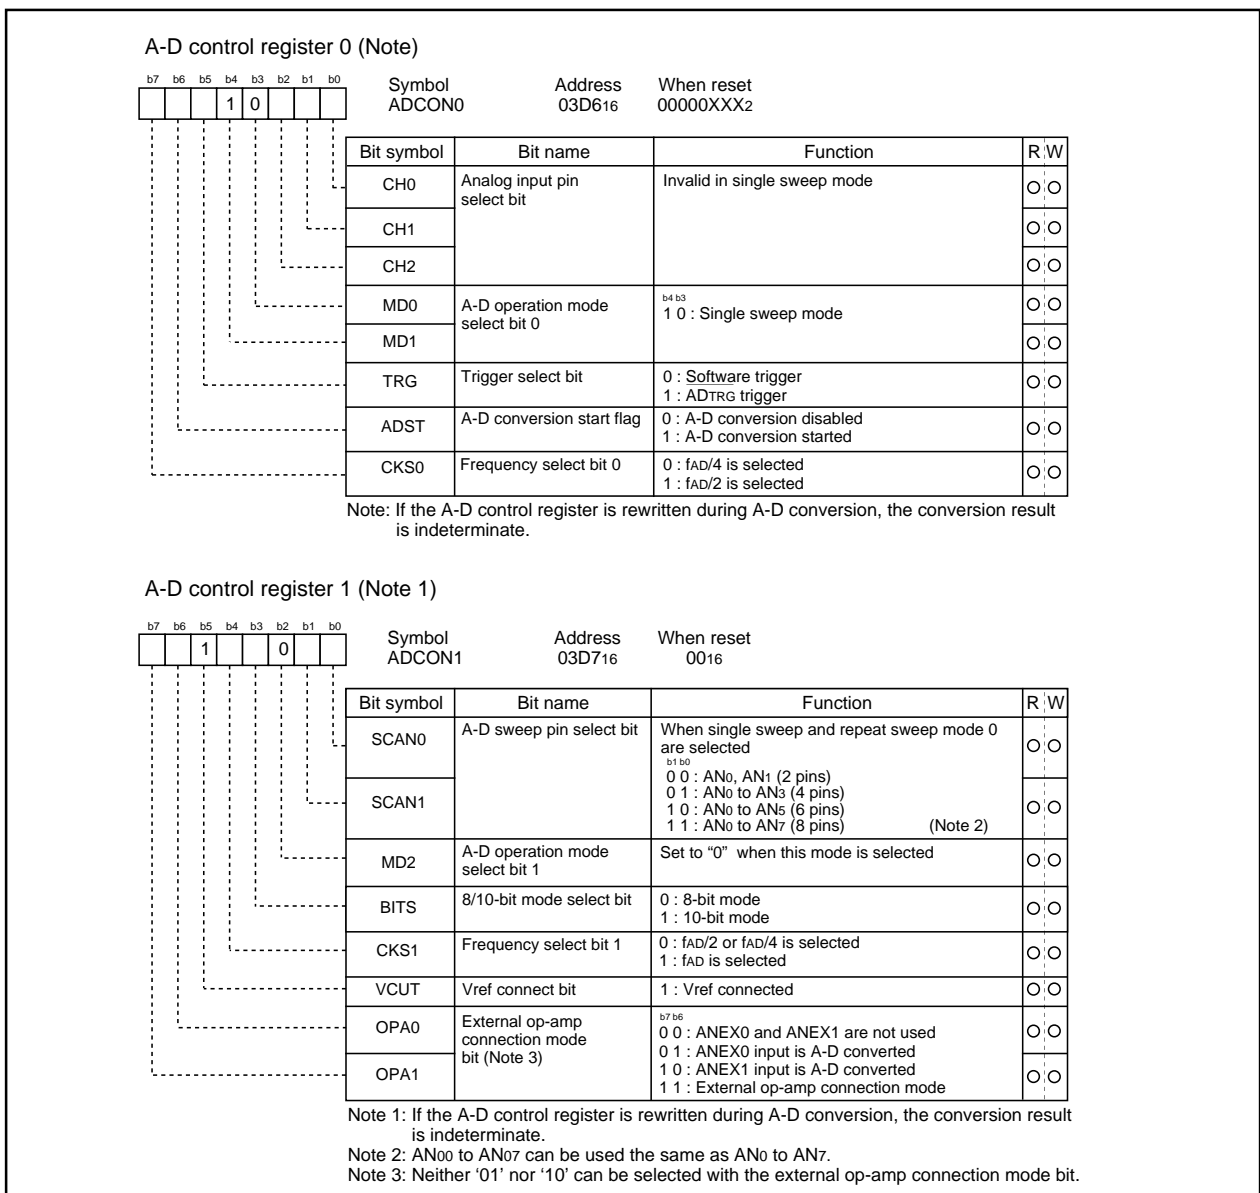 A-D control register 0 (Note)
b7 b6 b5 b4 b3 b2 b1 b0
1 0
Symbol Address When reset
ADCON0 03D616 00000XXX2
Bit symbol Bit name Function R W
CH0 Analog input pin select bit Invalid in single sweep mode
CH1
CH2
MD0 A-D operation mode select bit 0
b4 b3
1 0 : Single sweep mode
MD1
TRG Trigger select bit 0 : Software trigger
1 : ADTRG trigger
ADST A-D conversion start flag 0 : A-D conversion disabled
1 : A-D conversion started
CKS0 Frequency select bit 0 0 : fAD/4 is selected
1 : fAD/2 is selected
Note: If the A-D control register is rewritten during A-D conversion, the conversion result
is indeterminate.
A-D control register 1 (Note 1)
b7 b6 b5 b4 b3 b2 b1 b0
1 0
Symbol Address When reset
ADCON1 03D716 0016
Bit symbol Bit name Function R W
SCAN0 A-D sweep pin select bit When single sweep and repeat sweep mode 0
are selected
b1 b0
0 0 : AN0, AN1 (2 pins)
0 1 : AN0 to AN3 (4 pins)
SCAN1 1 0 : AN0 to AN5 (6 pins)
1 1 : AN0 to AN7 (8 pins) (Note 2)
MD2 A-D operation mode select bit 1 Set to “0” when this mode is selected
BITS 8/10-bit mode select bit 0 : 8-bit mode
1 : 10-bit mode
CKS1 Frequency select bit 1 0 : fAD/2 or fAD/4 is selected
1 : fAD is selected
VCUT Vref connect bit 1 : Vref connected
OPA0 External op-amp connection mode bit (Note 3)
b7 b6
0 0 : ANEX0 and ANEX1 are not used
0 1 : ANEX0 input is A-D converted
OPA1 1 0 : ANEX1 input is A-D converted
1 1 : External op-amp connection mode
Note 1: If the A-D control register is rewritten during A-D conversion, the conversion result
is indeterminate.
Note 2: AN00 to AN07 can be used the same as AN0 to AN7.
Note 3: Neither ‘01’ nor ‘10’ can be selected with the external op-amp connection mode bit.